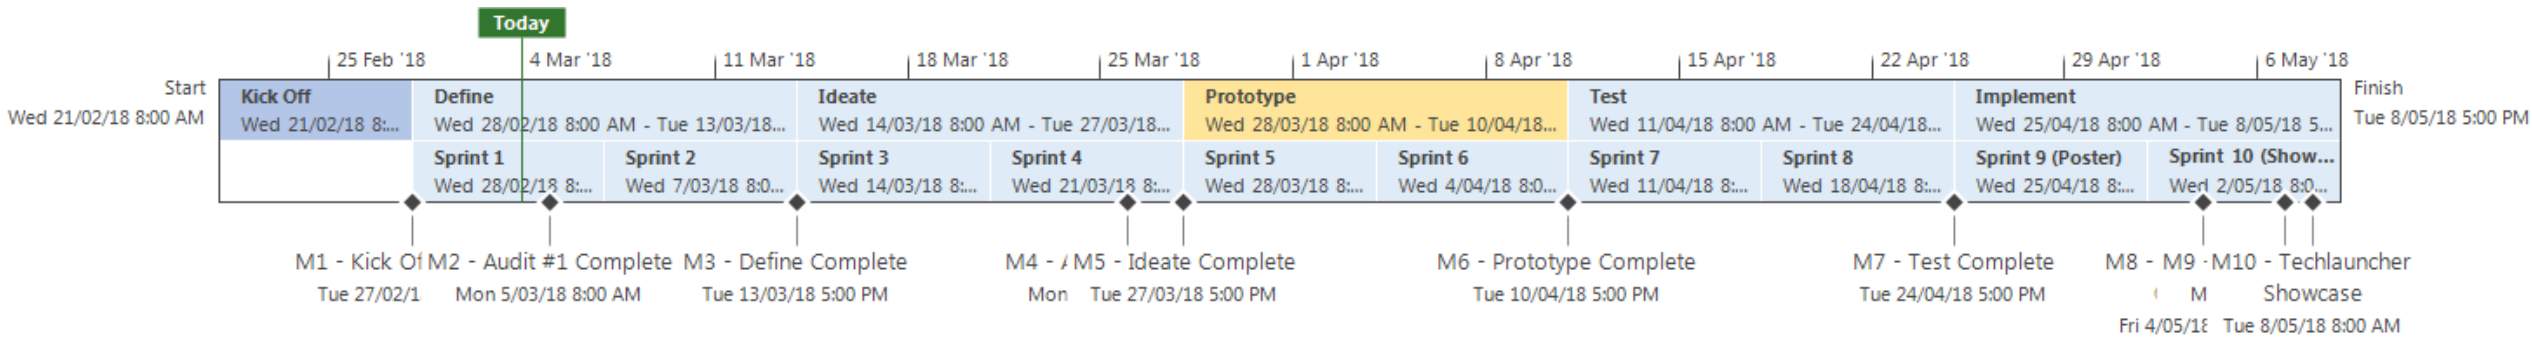 Today
25 Feb '18
4 Mar '18
11 Mar '18
18 Mar '18
25 Mar '18
1 Apr '18
8 Apr '18
15 Apr '18
22 Apr '18
29 Apr '18
6 May '18
Start
Wed 21/02/18 8:00 AM
Kick Off
Wed 21/02/18 8:...
Define
Wed 28/02/18 8:00 AM - Tue 13/03/18...
Ideate
Wed 14/03/18 8:00 AM - Tue 27/03/18...
Prototype
Wed 28/03/18 8:00 AM - Tue 10/04/18...
Test
Wed 11/04/18 8:00 AM - Tue 24/04/18...
Implement
Wed 25/04/18 8:00 AM - Tue 8/05/18 5...
Finish
Tue 8/05/18 5:00 PM
Sprint 1
Wed 28/02/18 8:...
Sprint 2
Wed 7/03/18 8:0...
Sprint 3
Wed 14/03/18 8:...
Sprint 4
Wed 21/03/18 8:...
Sprint 5
Wed 28/03/18 8:...
Sprint 6
Wed 4/04/18 8:0...
Sprint 7
Wed 11/04/18 8:...
Sprint 8
Wed 18/04/18 8:...
Sprint 9 (Poster)
Wed 25/04/18 8:...
Sprint 10 (Show...
Wed 2/05/18 8:0...
M1 - Kick Of
Tue 27/02/1
M2 - Audit #1 Complete
Mon 5/03/18 8:00 AM
M3 - Define Complete
Tue 13/03/18 5:00 PM
M4 -
Mon
M5 - Ideate Complete
Tue 27/03/18 5:00 PM
M6 - Prototype Complete
Tue 10/04/18 5:00 PM
M7 - Test Complete
Tue 24/04/18 5:00 PM
M8 -
Fri 4/05/18
M9 -
M
M10 - Techlauncher
Showcase
Tue 8/05/18 8:00 AM